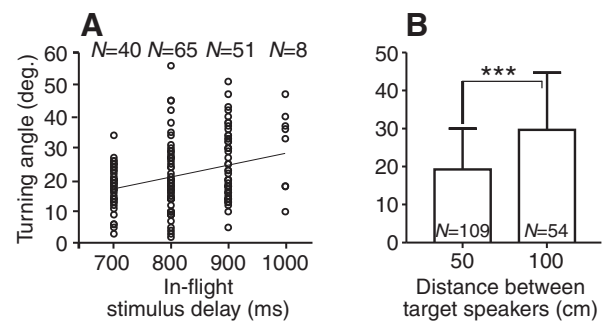 A
N=40 N=65 N=51 N=8
60
50
40
30
20
10
0
Turning angle (deg.)
700 800 900 1000
In-flight
stimulus delay (ms)
B
50
40
30
20
10
0
***
N=109 N=54
50 100
Distance between
target speakers (cm)